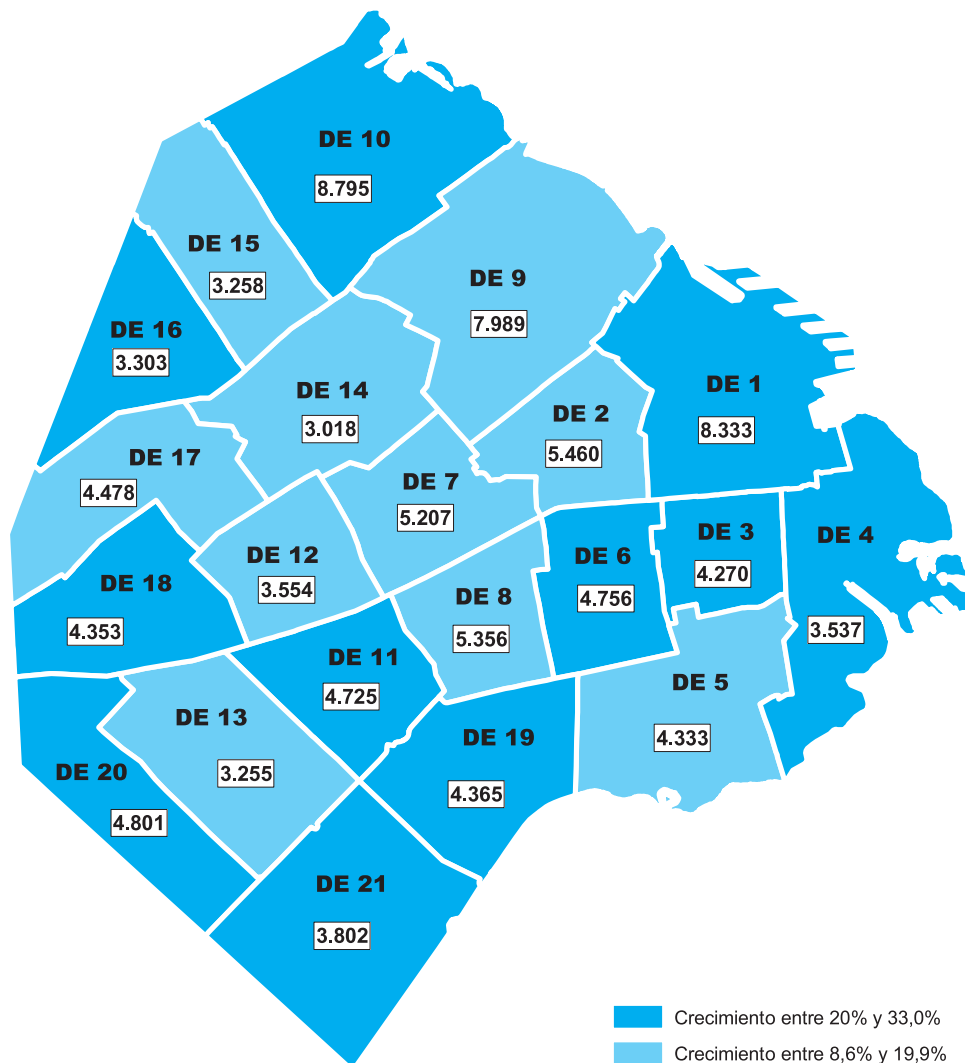 DE 10
8.795
DE 15
3.258
DE 9
7.989
DE 16
3.303
DE 14
3.018
DE 1
8.333
DE 2
5.460
DE 17
4.478
DE 7
5.207
DE 3
4.270
DE 4
3.537
DE 12
3.554
DE 6
4.756
DE 18
4.353
DE 8
5.356
DE 11
4.725
DE 5
4.333
DE 13
3.255
DE 19
4.365
DE 20
4.801
DE 21
3.802
Crecimiento entre 20% y 33,0%
Crecimiento entre 8,6% y 19,9%